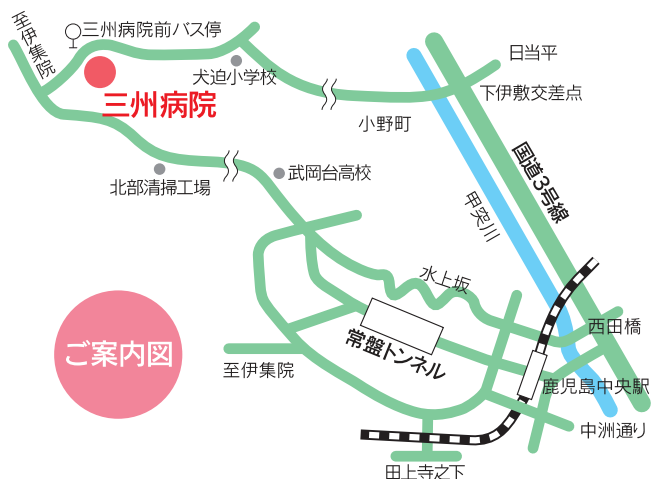 至伊集院
三州病院前バス停
犬迫小学校
三州病院
日当平
下伊敷交差点
小野町
国道3号線
北部清掃工場
武岡台高校
甲突川
水上坂
常盤トンネル
西田橋
ご案内図
至伊集院
鹿児島中央駅
中洲通り
田上寺之下